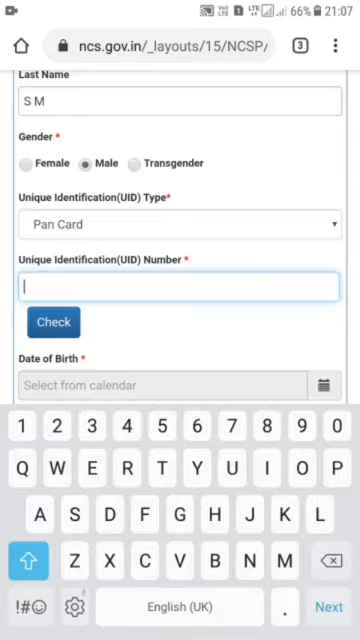 66% 21:07
ncs.gov.in/_layouts/15/NCSP/
3
Last Name
S M
Gender *
Female Male Transgender
Unique Identification(UID) Type*
Pan Card
Unique Identification(UID) Number *
Check
Date of Birth *
Select from calendar
1 2 3 4 5 6 7 8 9 0
Q W E R T Y U I O P
A S D F G H J K L
Z X C V B N M
!#☺ English (UK) . Next